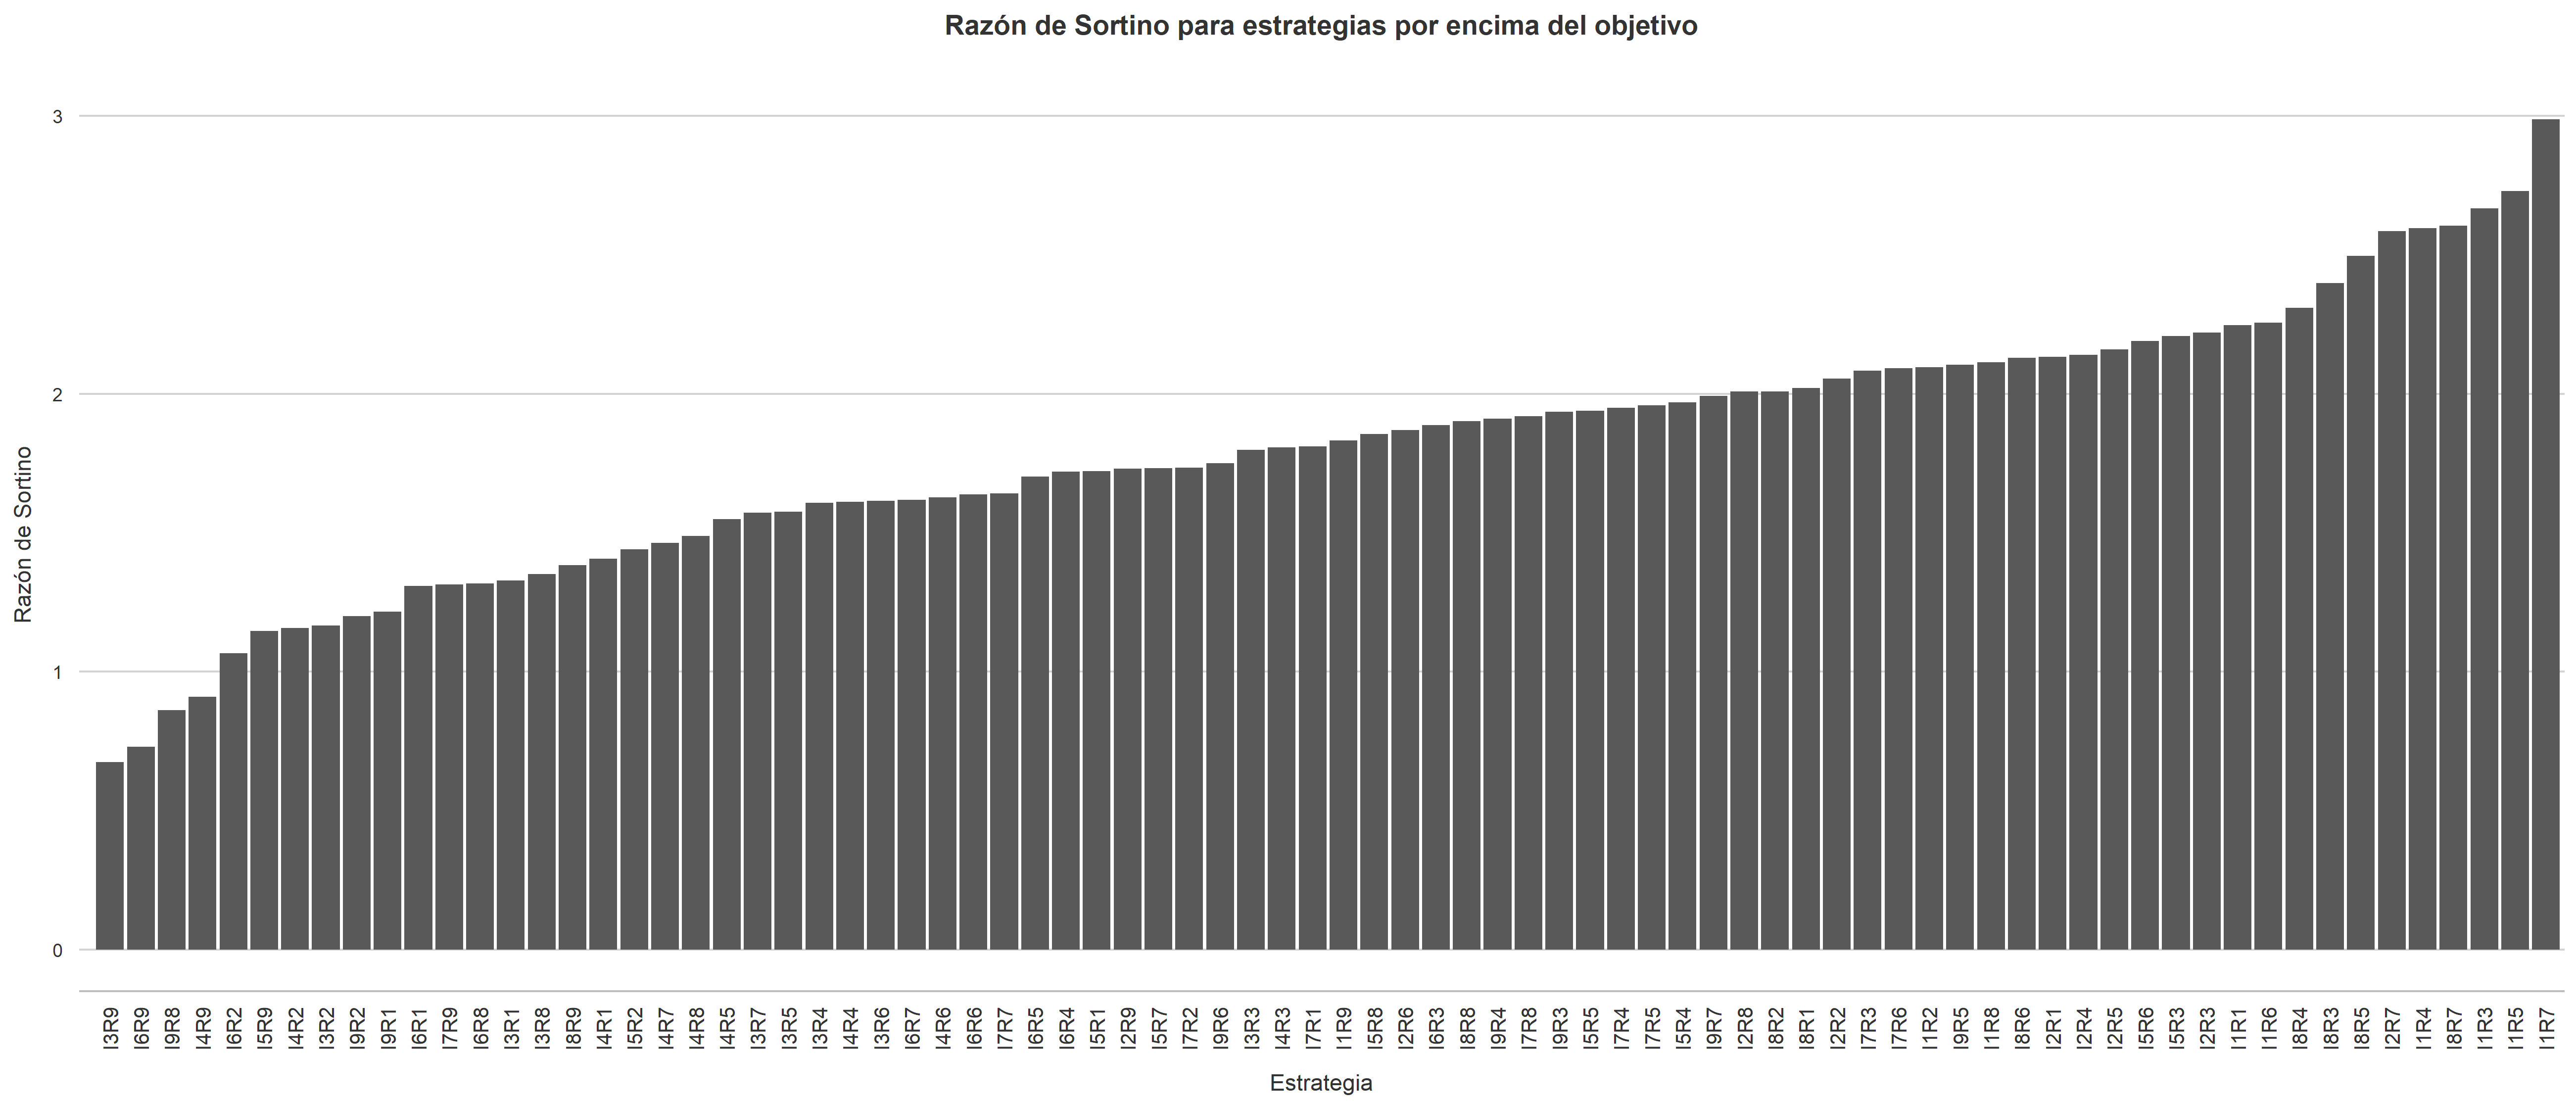 Razón de Sortino para estrategias por encima del objetivo
3
2
1
0
Razón de Sortino
I3R9 I6R9 I9R8 I4R9 I6R2 I5R9 I4R2 I3R2 I9R2 I9R1 I6R1 I7R9 I6R8 I3R1 I3R8 I8R9 I4R1 I5R2 I4R7 I4R8 I4R5 I3R7 I3R5 I3R4 I4R4 I3R6 I6R7 I4R6 I6R6 I7R7 I6R5 I6R4 I5R1 I2R9 I5R7 I7R2 I9R6 I3R3 I4R3 I7R1 I1R9 I5R8 I2R6 I6R3 I8R8 I9R4 I7R8 I9R3 I5R5 I7R4 I7R5 I5R4 I9R7 I2R8 I8R2 I8R1 I2R2 I7R3 I7R6 I1R2 I9R5 I1R8 I8R6 I2R1 I2R4 I2R5 I5R6 I5R3 I2R3 I1R1 I1R6 I8R4 I8R3 I8R5 I2R7 I1R4 I8R7 I1R3 I1R5 I1R7
Estrategia